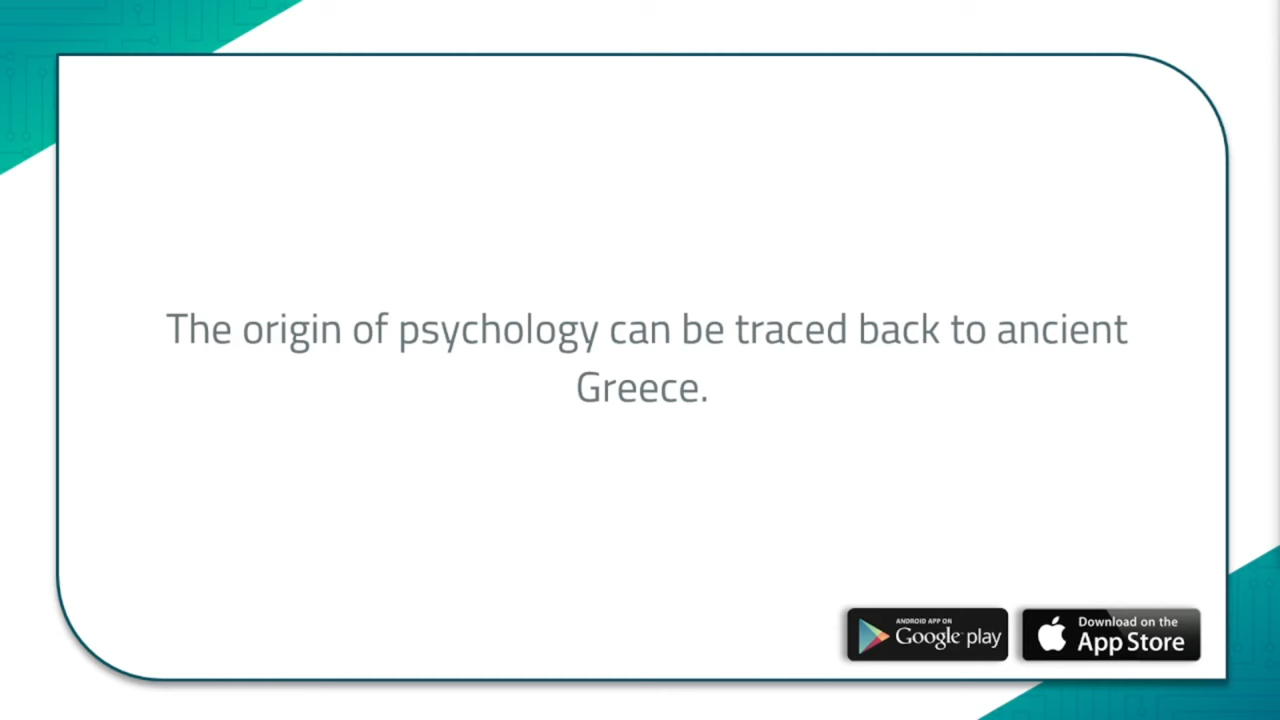 The origin of psychology can be traced back to ancient
Greece.
ANDROID APP ON
Google play
Download on the
App Store